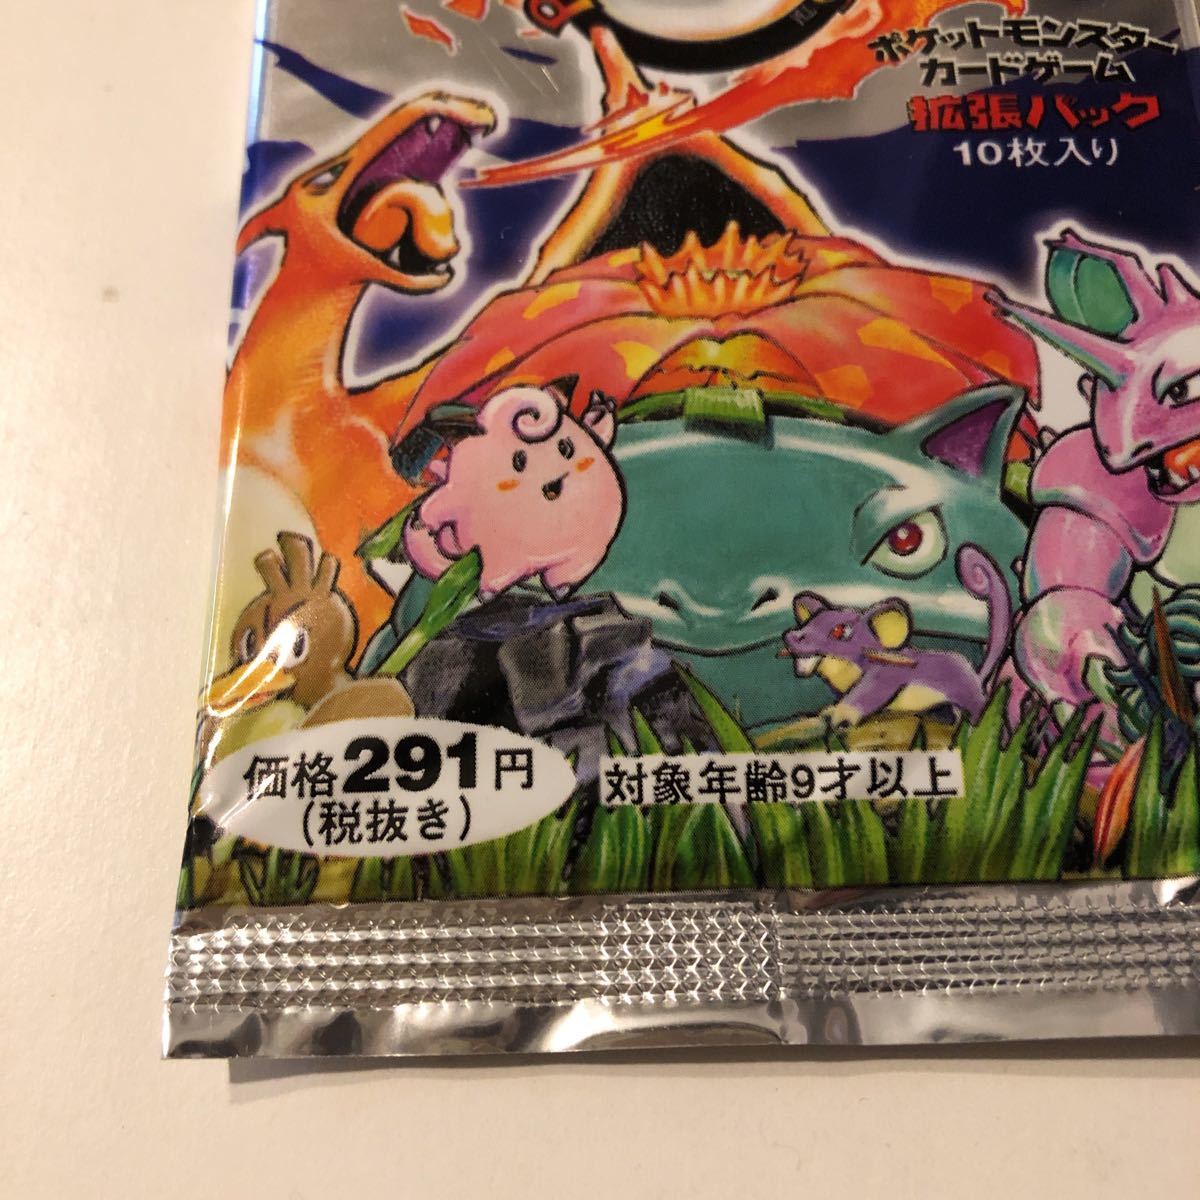 ポケットモンスター
カードゲーム
拡張パック
10枚入り
価格291円
(税抜き)
対象年齢9才以上